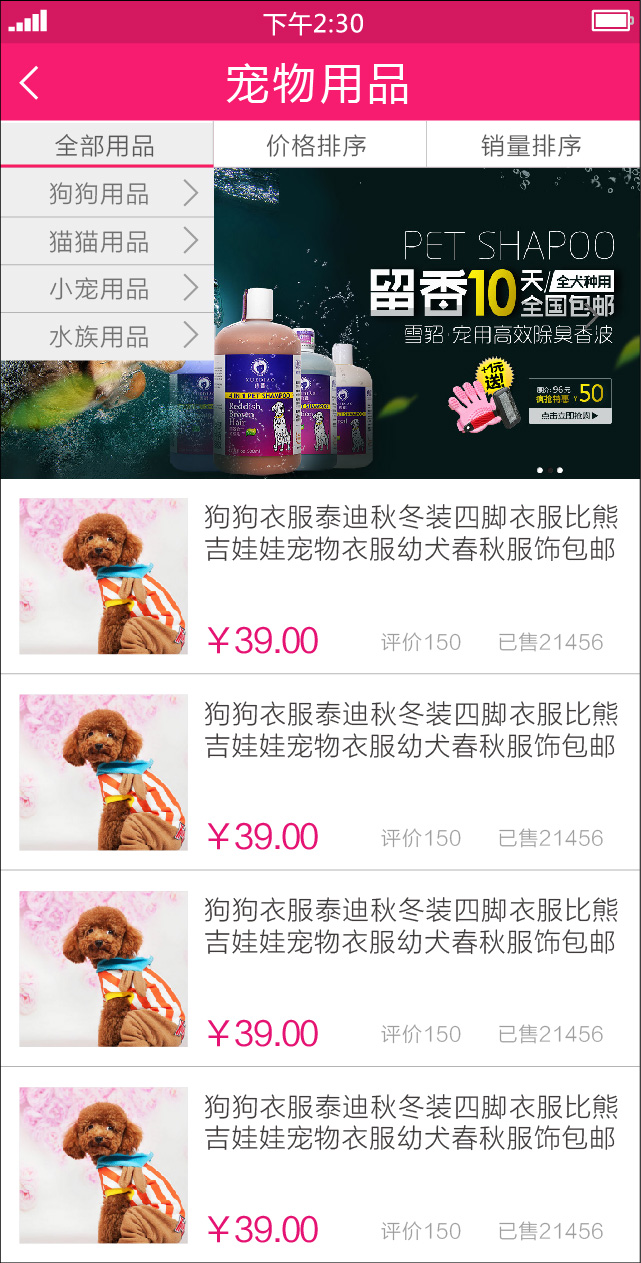 下午2:30
宠物用品
全部用品
价格排序
销量排序
狗狗用品
猫猫用品
小宠用品
水族用品
PET SHAPOO
留香10天/全犬种用
全国包邮
雪貂·宠用高效除臭香波
送
原价:96元
疯抢特惠 ¥50
点击立即抢购▶
XUEDIAO
4 IN 1 PET SHAMPOO
Reddish
Brown
Hair
狗狗衣服泰迪秋冬装四脚衣服比熊
吉娃娃宠物衣服幼犬春秋服饰包邮
￥39.00
评价150
已售21456
狗狗衣服泰迪秋冬装四脚衣服比熊
吉娃娃宠物衣服幼犬春秋服饰包邮
￥39.00
评价150
已售21456
狗狗衣服泰迪秋冬装四脚衣服比熊
吉娃娃宠物衣服幼犬春秋服饰包邮
￥39.00
评价150
已售21456
狗狗衣服泰迪秋冬装四脚衣服比熊
吉娃娃宠物衣服幼犬春秋服饰包邮
￥39.00
评价150
已售21456